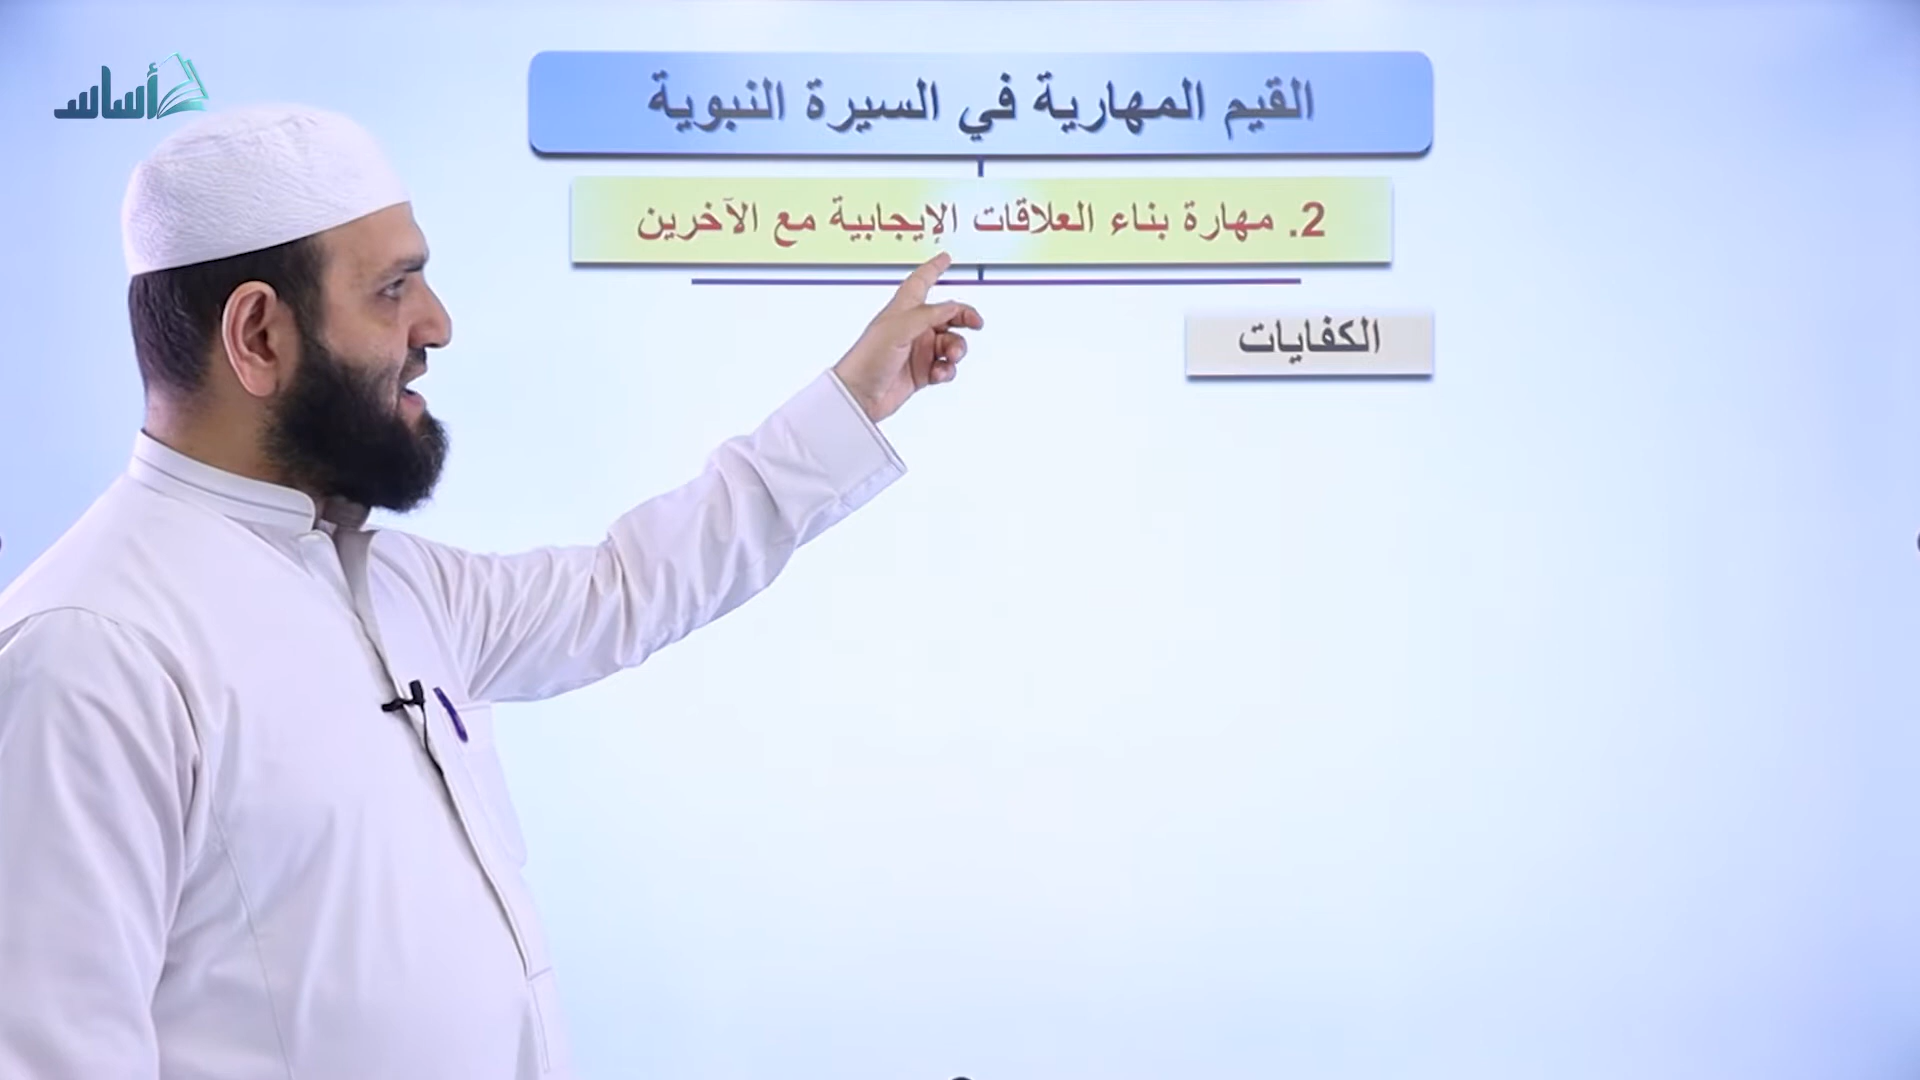 أساس
القيم المهارية في السيرة النبوية
2. مهارة بناء العلاقات الإيجابية مع الآخرين
الكفايات